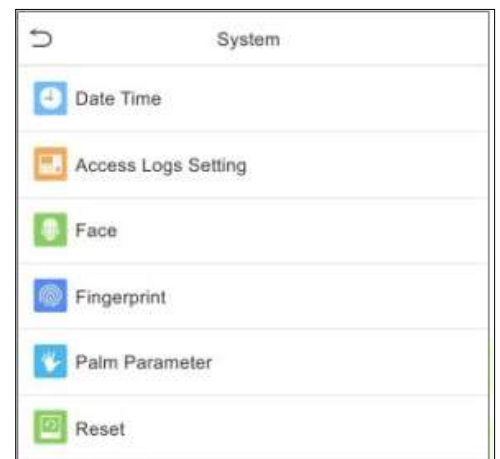 System
Date Time
Access Logs Setting
Face
Fingerprint
Palm Parameter
Reset